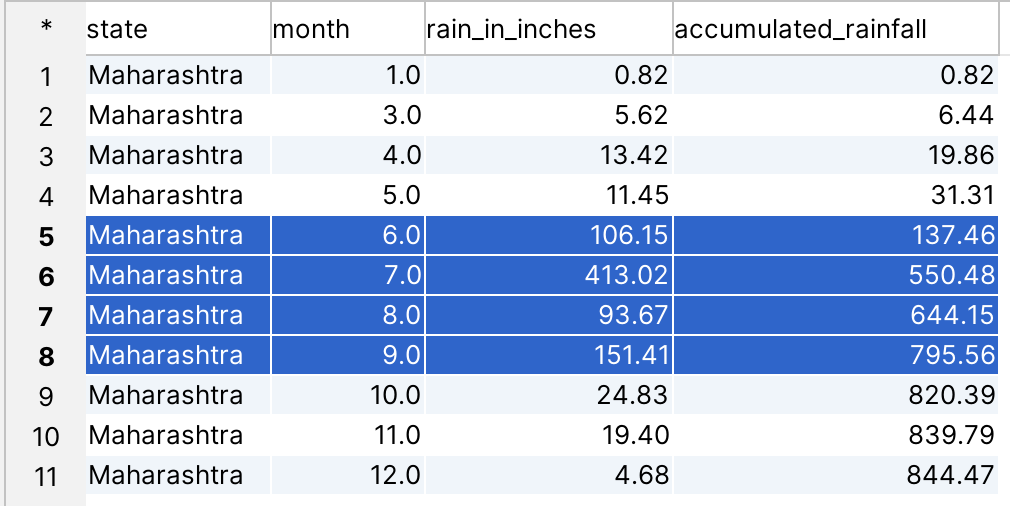 * state month rain_in_inches accumulated_rainfall
1 Maharashtra 1.0 0.82 0.82
2 Maharashtra 3.0 5.62 6.44
3 Maharashtra 4.0 13.42 19.86
4 Maharashtra 5.0 11.45 31.31
5 Maharashtra 6.0 106.15 137.46
6 Maharashtra 7.0 413.02 550.48
7 Maharashtra 8.0 93.67 644.15
8 Maharashtra 9.0 151.41 795.56
9 Maharashtra 10.0 24.83 820.39
10 Maharashtra 11.0 19.40 839.79
11 Maharashtra 12.0 4.68 844.47